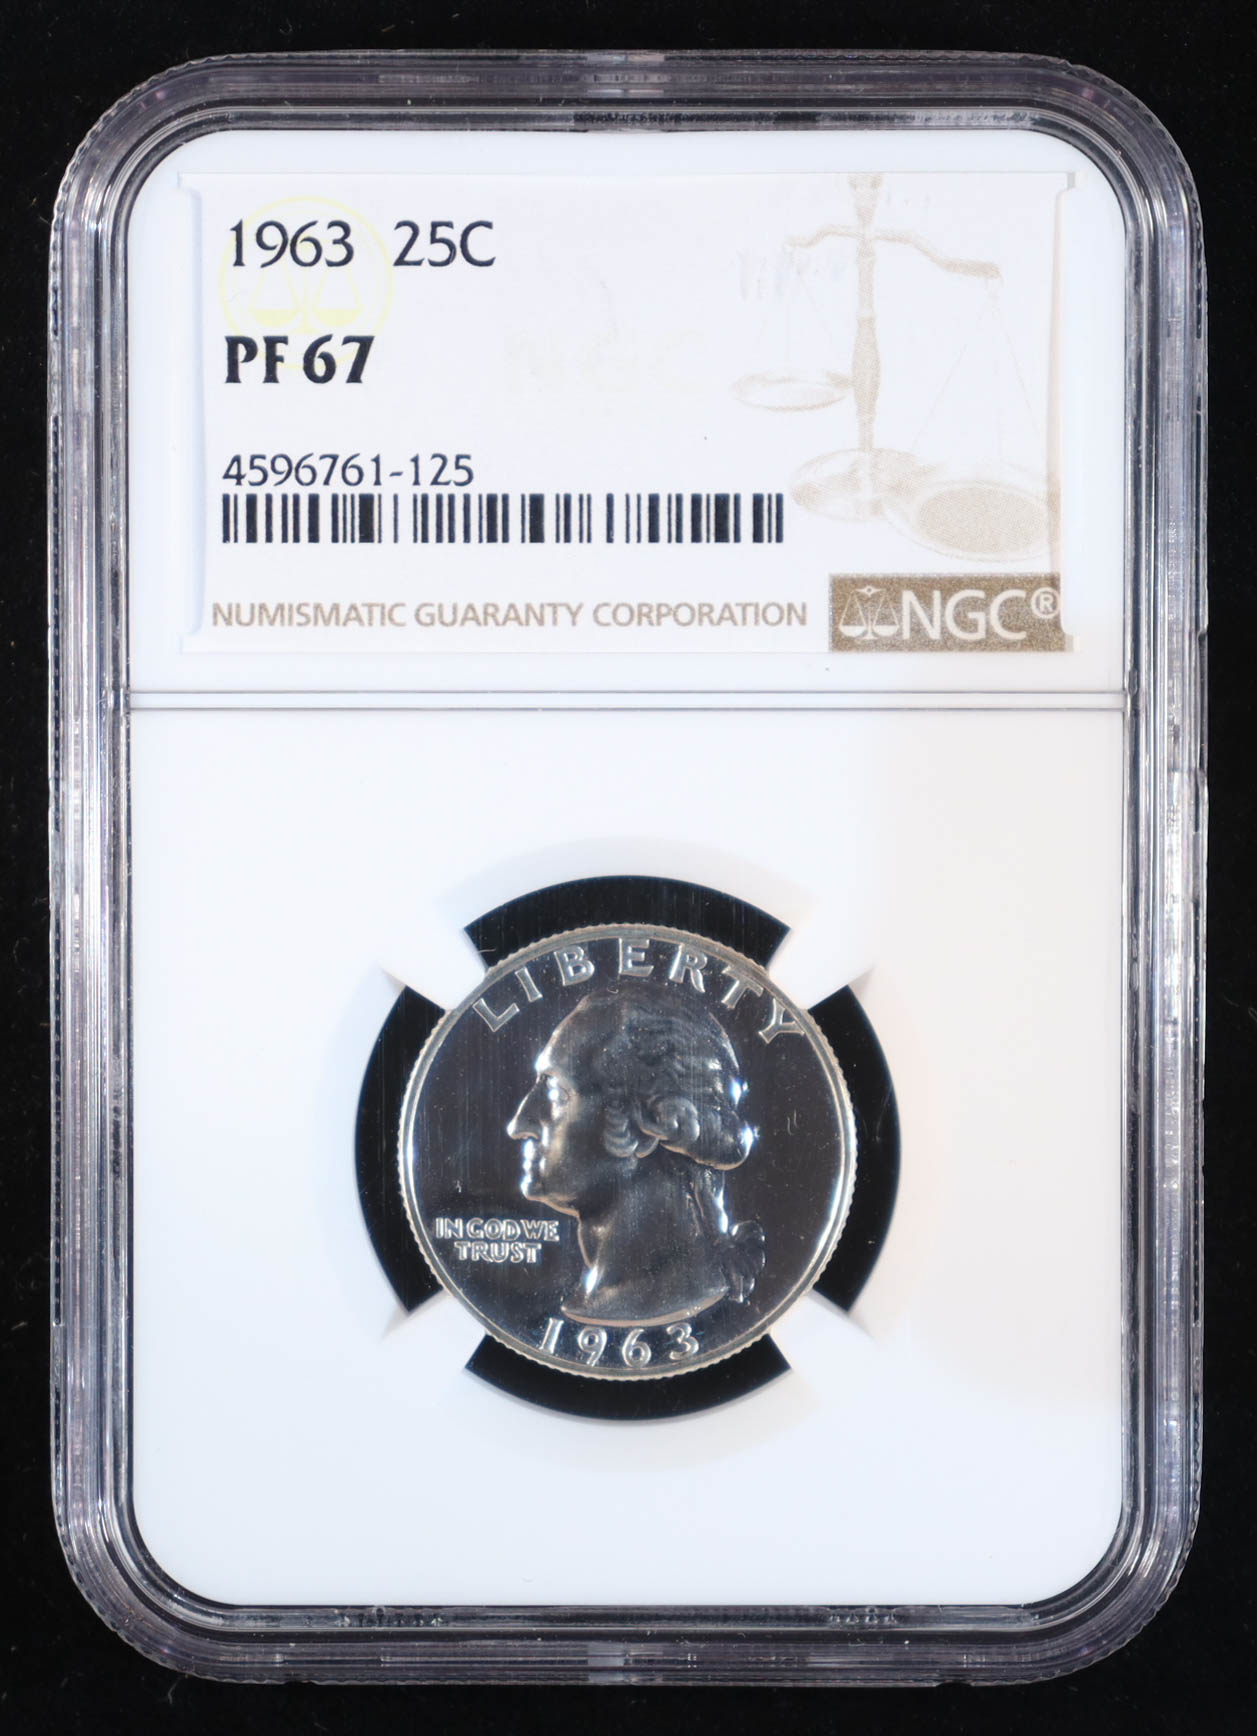 1963 25C
PF 67
4596761-125
NUMISMATIC GUARANTY CORPORATION
NGC®
LIBERTY
IN GOD WE
TRUST
1963